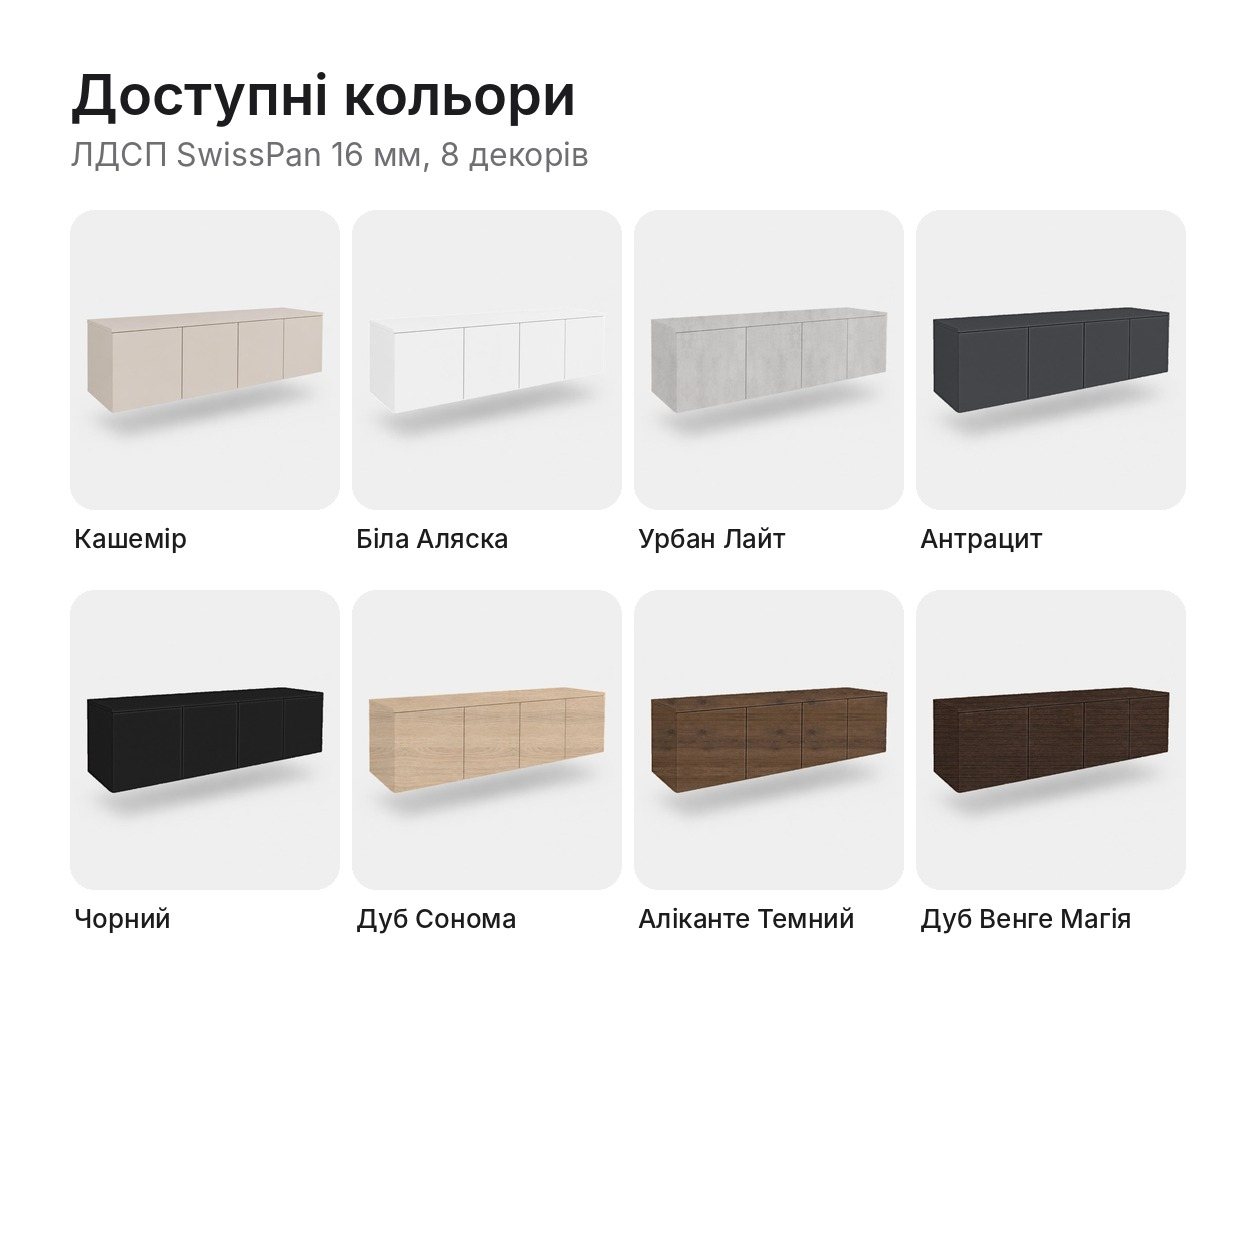 Доступні кольори
ЛДСП SwissPan 16 мм, 8 декорів
Кашемір
Біла Аляска
Урбан Лайт
Антрацит
Чорний
Дуб Сонома
Аліканте Темний
Дуб Венге Магія